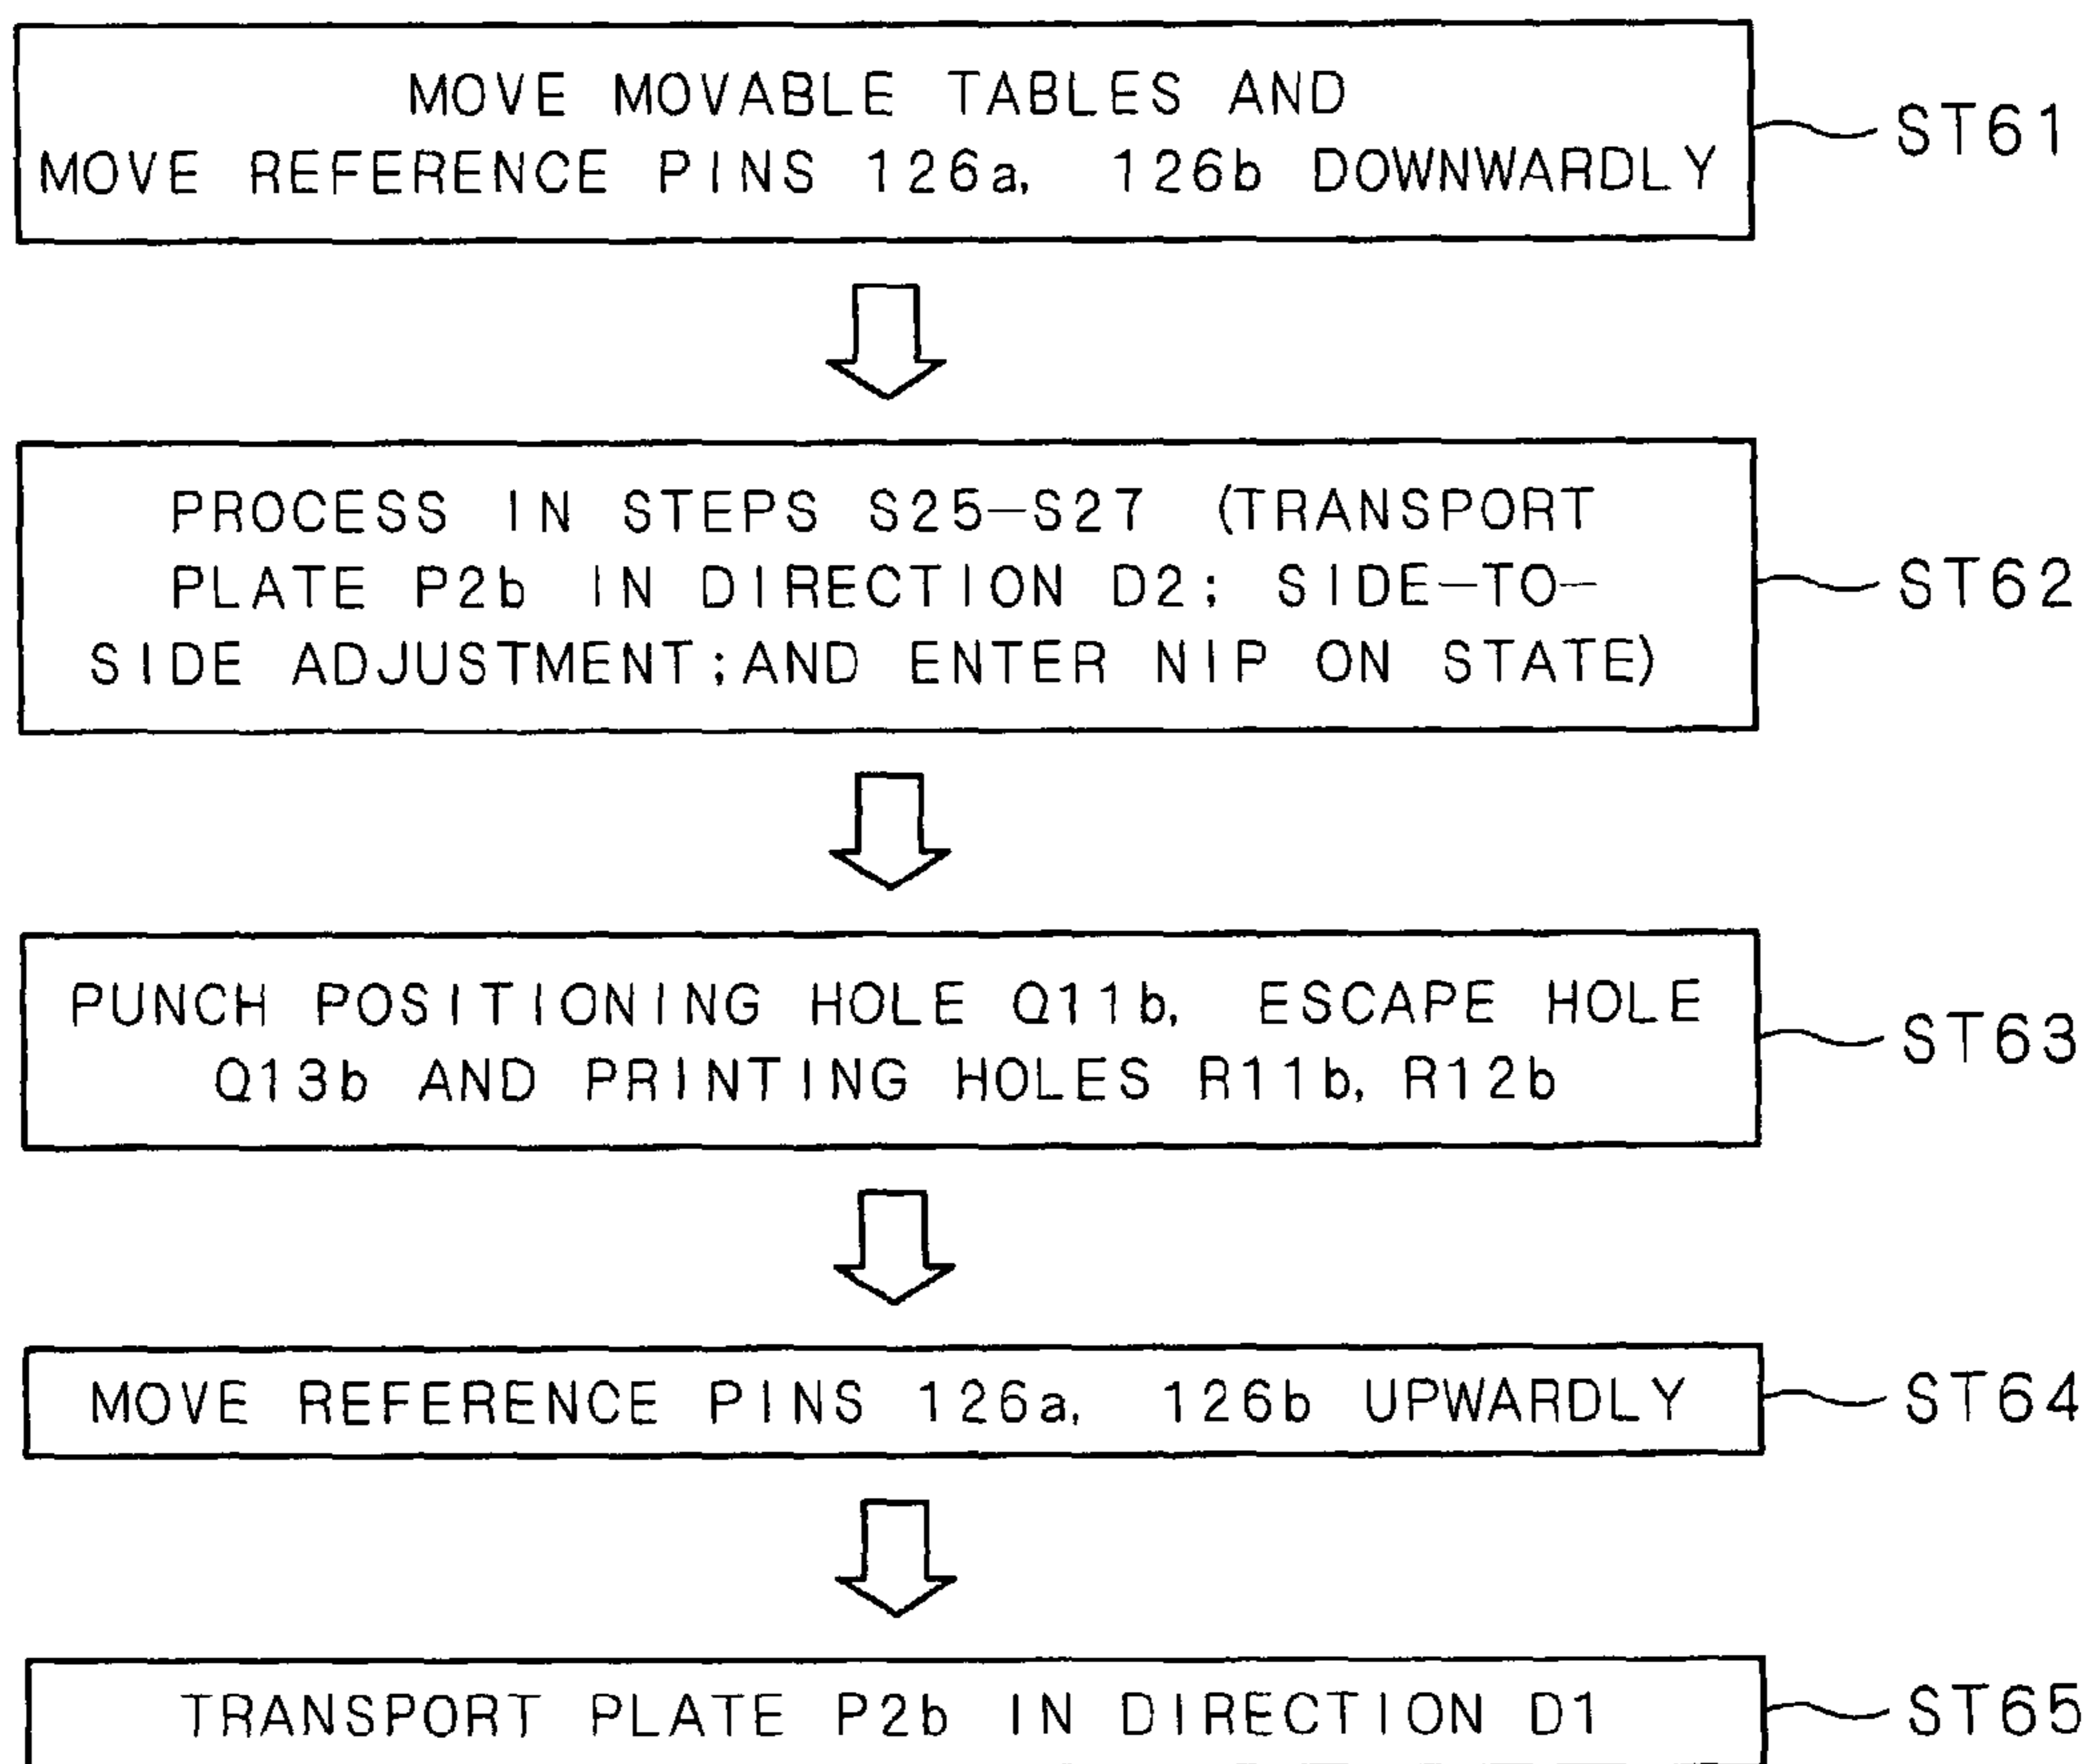 MOVE MOVABLE TABLES AND
MOVE REFERENCE PINS 126a, 126b DOWNWARDLY
ST61
PROCESS IN STEPS S25-S27 (TRANSPORT
PLATE P2b IN DIRECTION D2; SIDE-TO-
SIDE ADJUSTMENT;AND ENTER NIP ON STATE)
ST62
PUNCH POSITIONING HOLE Q11b, ESCAPE HOLE
Q13b AND PRINTING HOLES R11b, R12b
ST63
MOVE REFERENCE PINS 126a, 126b UPWARDLY
ST64
TRANSPORT PLATE P2b IN DIRECTION D1
ST65